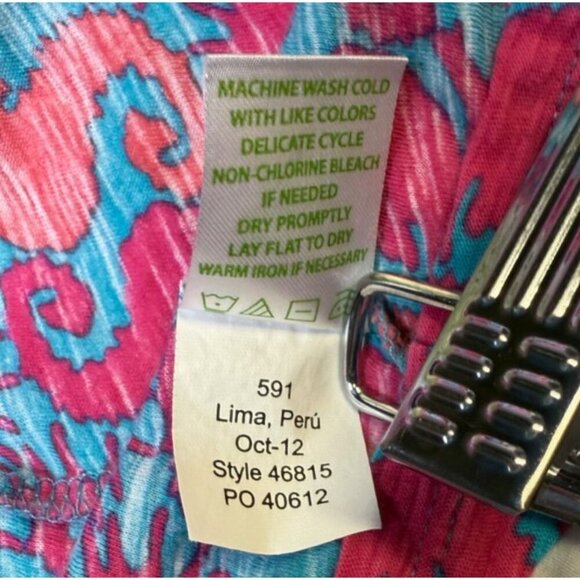 MACHINE WASH COLD
WITH LIKE COLORS
DELICATE CYCLE
NON-CHLORINE BLEACH
IF NEEDED
DRY PROMPTLY
LAY FLAT TO DRY
WARM IRON IF NECESSARY
591
Lima, Perú
Oct-12
Style 46815
PO 40612